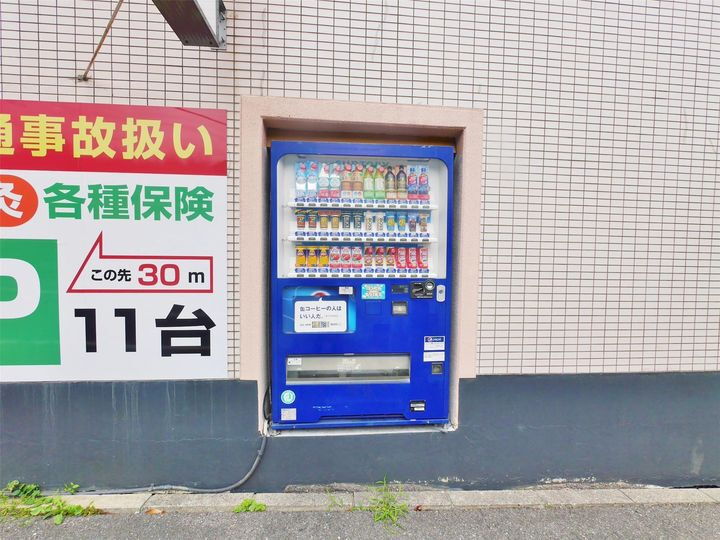 通事故扱い
灸 各種保険
この先 30 m
P 11台
缶コーヒーの人は
いい人だ。